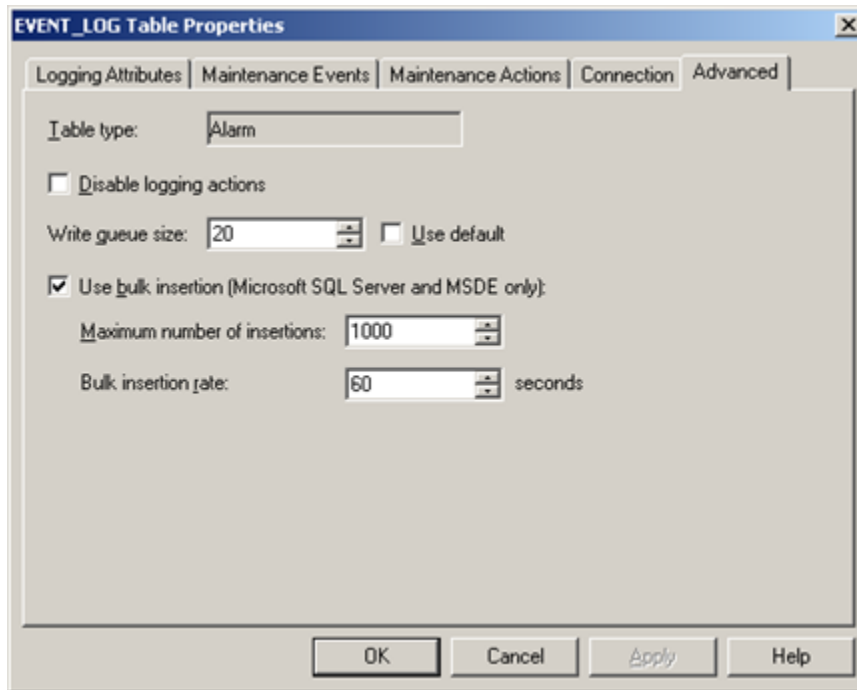 EVENT_LOG Table Properties
Logging Attributes Maintenance Events Maintenance Actions Connection Advanced
Table type: Alarm
Disable logging actions
Write queue size: 20 Use default
Use bulk insertion (Microsoft SQL Server and MSDE only):
Maximum number of insertions: 1000
Bulk insertion rate: 60 seconds
OK Cancel Apply Help